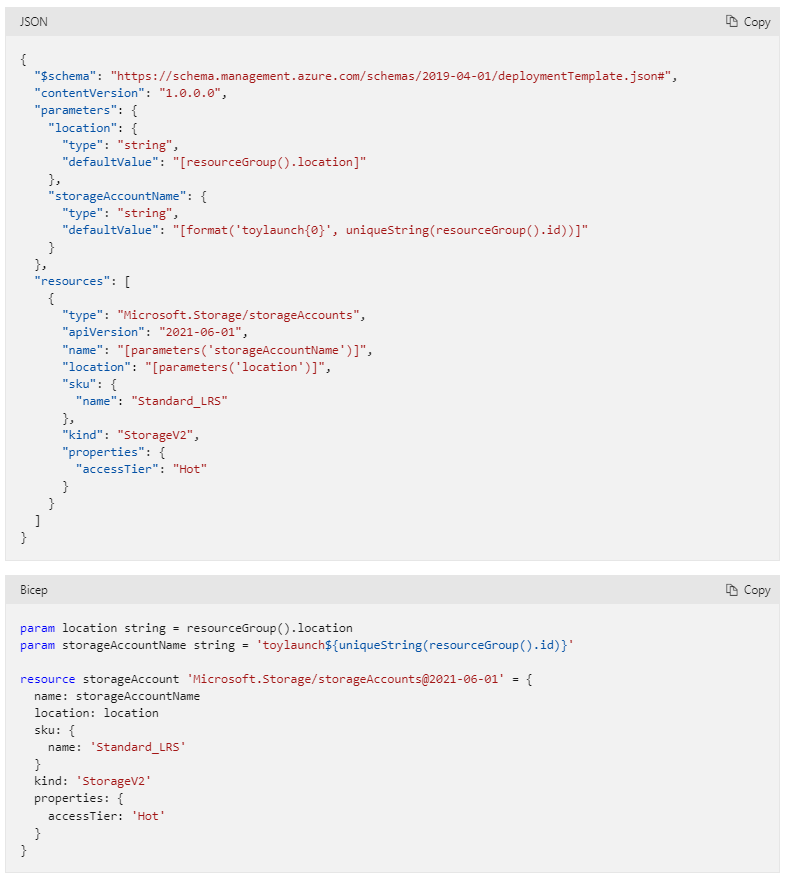 JSON
Copy
{
  "$schema": "https://schema.management.azure.com/schemas/2019-04-01/deploymentTemplate.json#",
  "contentVersion": "1.0.0.0",
  "parameters": {
    "location": {
      "type": "string",
      "defaultValue": "[resourceGroup().location]"
    },
    "storageAccountName": {
      "type": "string",
      "defaultValue": "[format('toylaunch{0}', uniqueString(resourceGroup().id))]"
    }
  },
  "resources": [
    {
      "type": "Microsoft.Storage/storageAccounts",
      "apiVersion": "2021-06-01",
      "name": "[parameters('storageAccountName')]",
      "location": "[parameters('location')]",
      "sku": {
        "name": "Standard_LRS"
      },
      "kind": "StorageV2",
      "properties": {
        "accessTier": "Hot"
      }
    }
  ]
}
Bicep
Copy
param location string = resourceGroup().location
param storageAccountName string = 'toylaunch${uniqueString(resourceGroup().id)}'

resource storageAccount 'Microsoft.Storage/storageAccounts@2021-06-01' = {
  name: storageAccountName
  location: location
  sku: {
    name: 'Standard_LRS'
  }
  kind: 'StorageV2'
  properties: {
    accessTier: 'Hot'
  }
}